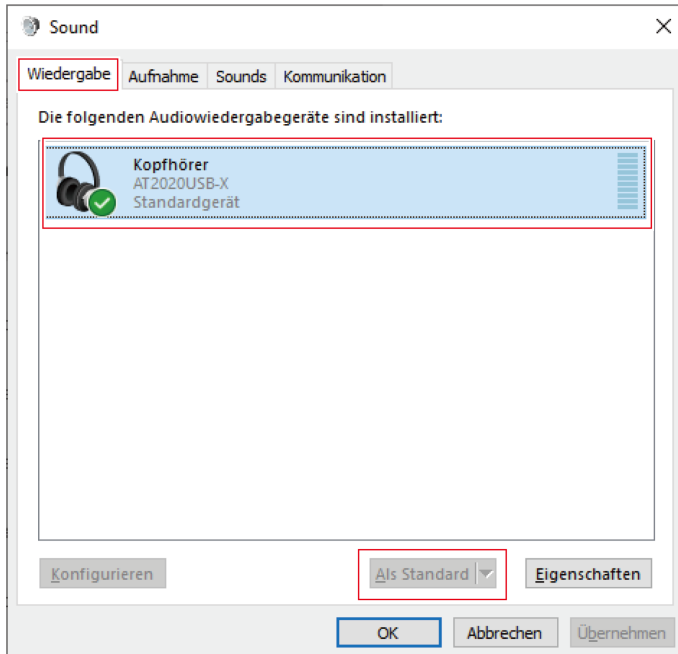 Sound
Wiedergabe Aufnahme Sounds Kommunikation
Die folgenden Audiowiedergabegeräte sind installiert:
Kopfhörer
AT2020USB-X
Standardgerät
Konfigurieren Als Standard Eigenschaften
OK Abbrechen Übernehmen